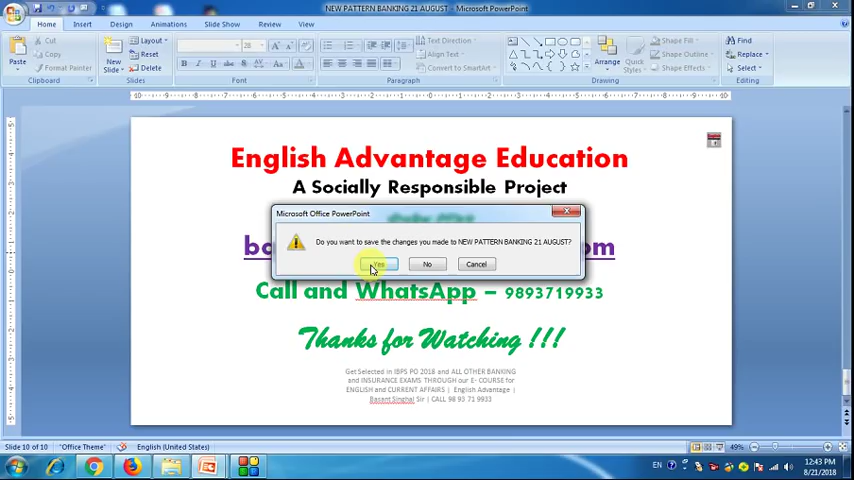 NEW PATTERN BANKING 21 AUGUST - Microsoft PowerPoint
Home Insert Design Animations Slide Show Review View
Paste
Cut
Copy
Format Painter
Clipboard
New Slide
Layout
Reset
Delete
Slides
B I U S
Font
Text Direction
Align Text
Convert to SmartArt
Paragraph
Arrange
Quick Styles
Shape Fill
Shape Outline
Shape Effects
Drawing
Find
Replace
Select
Editing
English Advantage Education
A Socially Responsible Project
Microsoft Office PowerPoint
Do you want to save the changes you made to NEW PATTERN BANKING 21 AUGUST?
Yes No Cancel
ba
om
Call and WhatsApp – 9893719933
Thanks for Watching !!!
Get Selected in IBPS PO 2018 and ALL OTHER BANKING
and INSURANCE EXAMS THROUGH our E- COURSE for
ENGLISH and CURRENT AFFAIRS | English Advantage |
Basant Singhal Sir | CALL 98 93 71 9933
Slide 10 of 10 "Office Theme" English (United States) 49%
EN
12:43 PM
8/21/2018